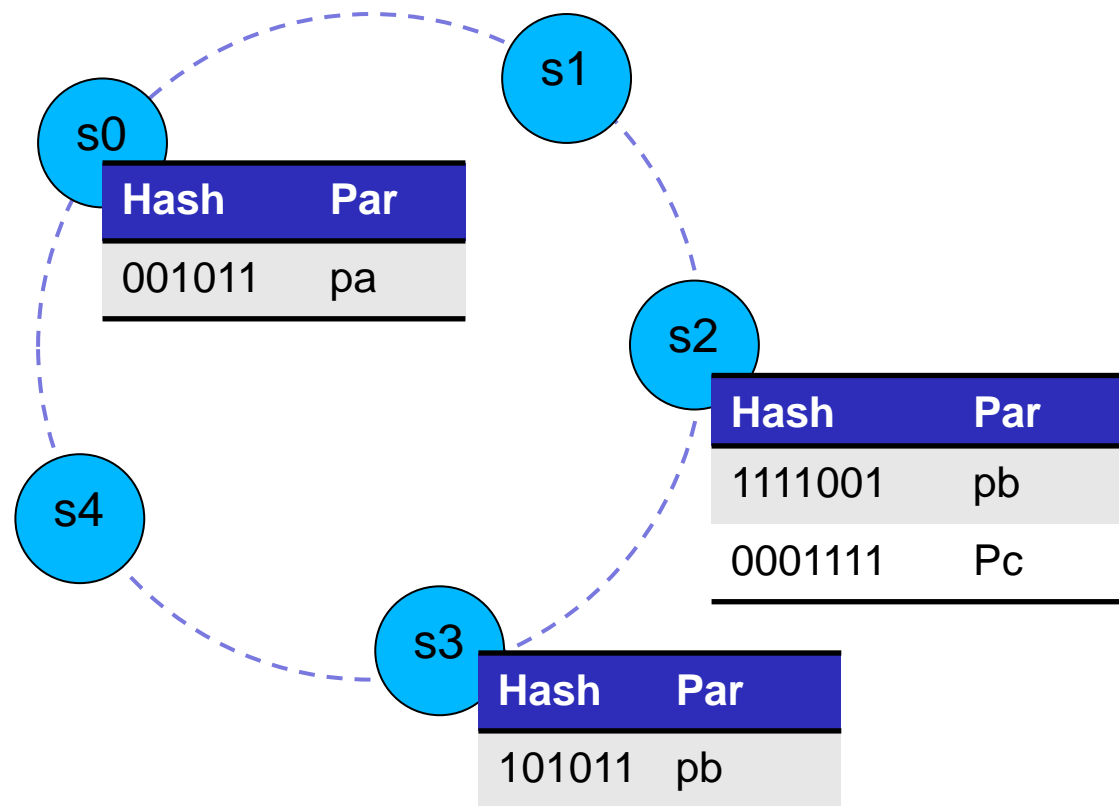 s1
s0
Hash Par
001011 pa
s2
Hash Par
1111001 pb
0001111 Pc
s4
s3
Hash Par
101011 pb